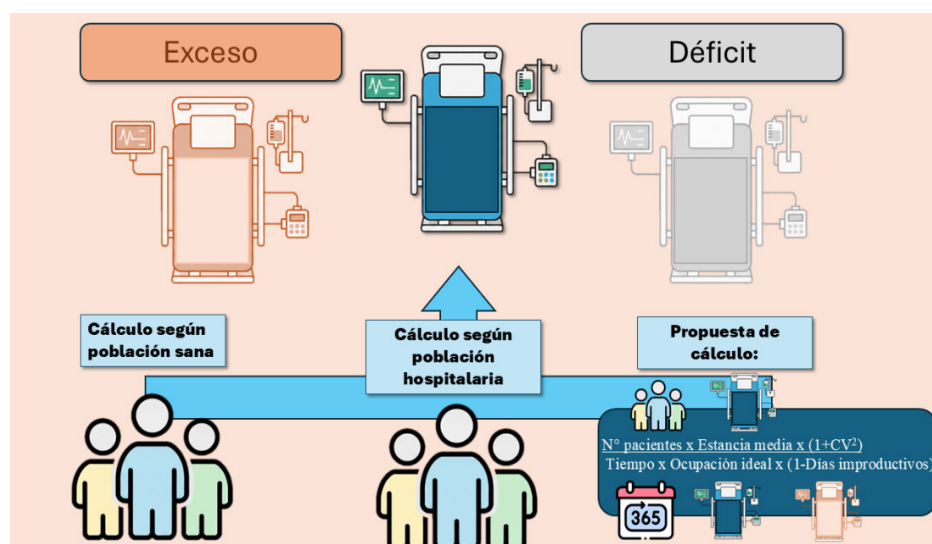 Exceso
Déficit
Cálculo según
población sana
Cálculo según
población
hospitalaria
Propuesta de
cálculo:
N° pacientes x Estancia media x (1+CV²)
Tiempo x Ocupación ideal x (1-Días improductivos)
365